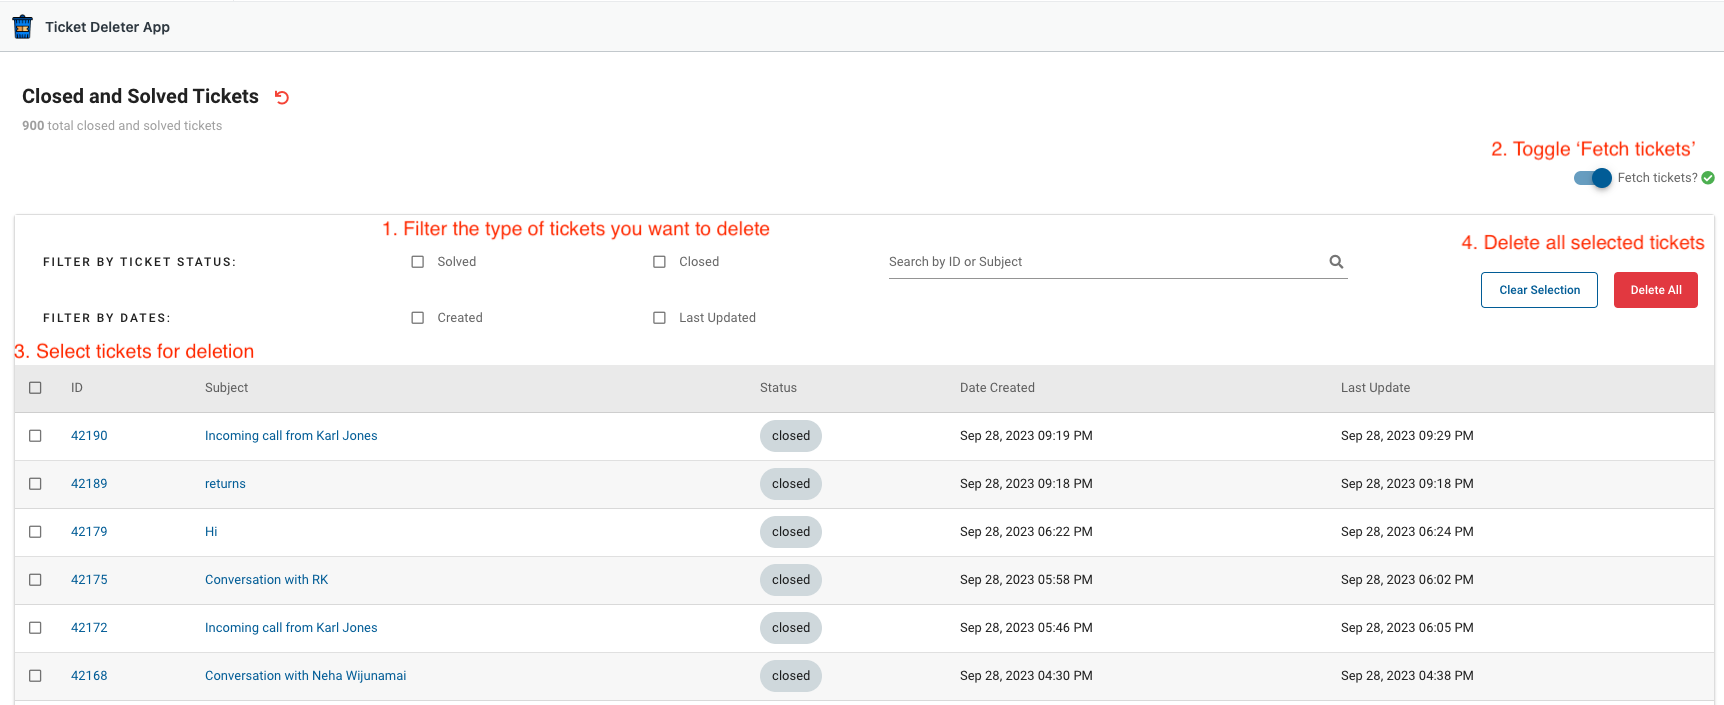 Ticket Deleter App
Closed and Solved Tickets
900 total closed and solved tickets
2. Toggle ‘Fetch tickets’
Fetch tickets?
1. Filter the type of tickets you want to delete
4. Delete all selected tickets
FILTER BY TICKET STATUS: Solved Closed Search by ID or Subject
Clear Selection Delete All
FILTER BY DATES: Created Last Updated
3. Select tickets for deletion
ID Subject Status Date Created Last Update
42190 Incoming call from Karl Jones closed Sep 28, 2023 09:19 PM Sep 28, 2023 09:29 PM
42189 returns closed Sep 28, 2023 09:18 PM Sep 28, 2023 09:18 PM
42179 Hi closed Sep 28, 2023 06:22 PM Sep 28, 2023 06:24 PM
42175 Conversation with RK closed Sep 28, 2023 05:58 PM Sep 28, 2023 06:02 PM
42172 Incoming call from Karl Jones closed Sep 28, 2023 05:46 PM Sep 28, 2023 06:05 PM
42168 Conversation with Neha Wijunamai closed Sep 28, 2023 04:30 PM Sep 28, 2023 04:38 PM